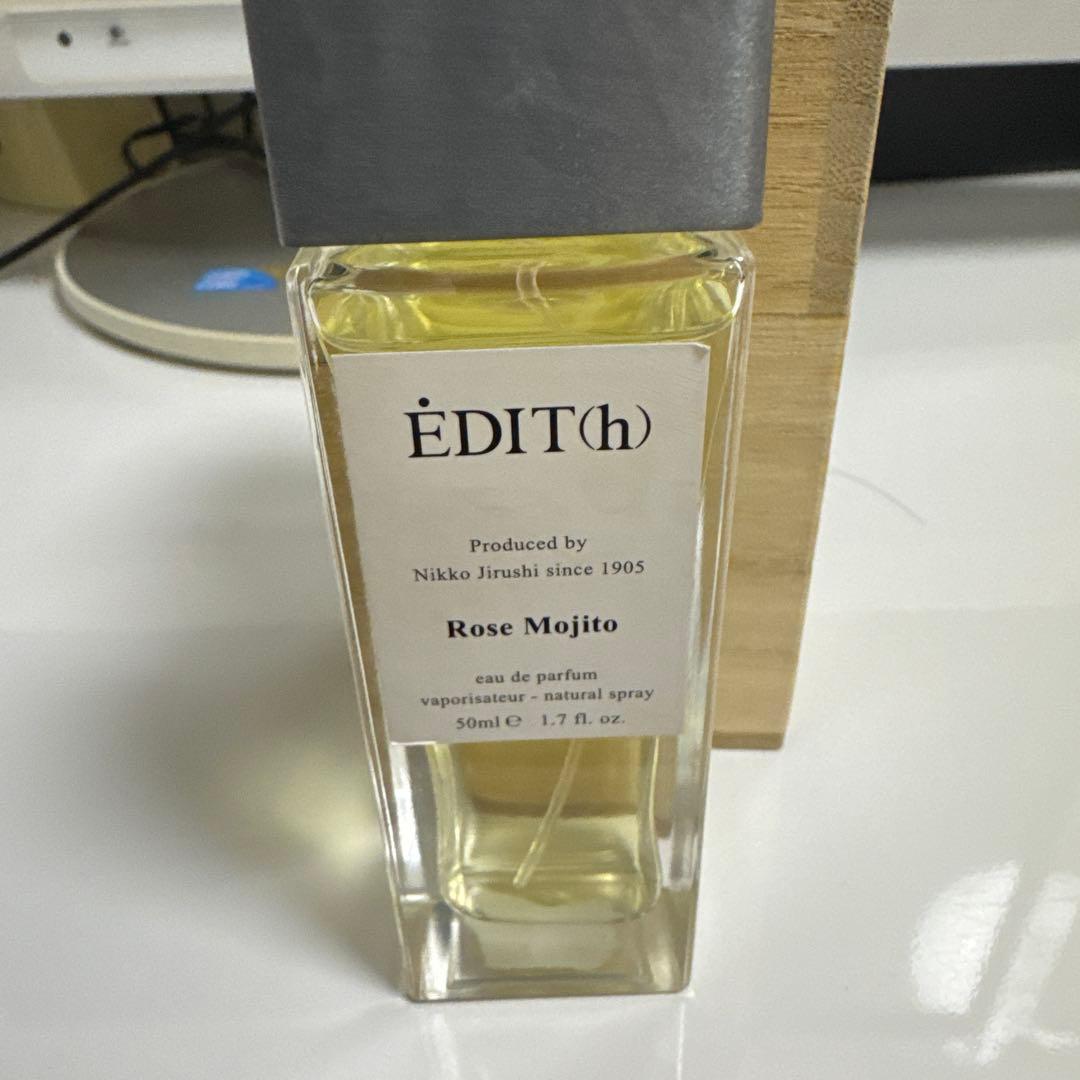 ĖDIT(h)
Produced by
Nikko Jirushi since 1905
Rose Mojito
eau de parfum
vaporisateur - natural spray
50ml ℮ 1.7 fl. oz.